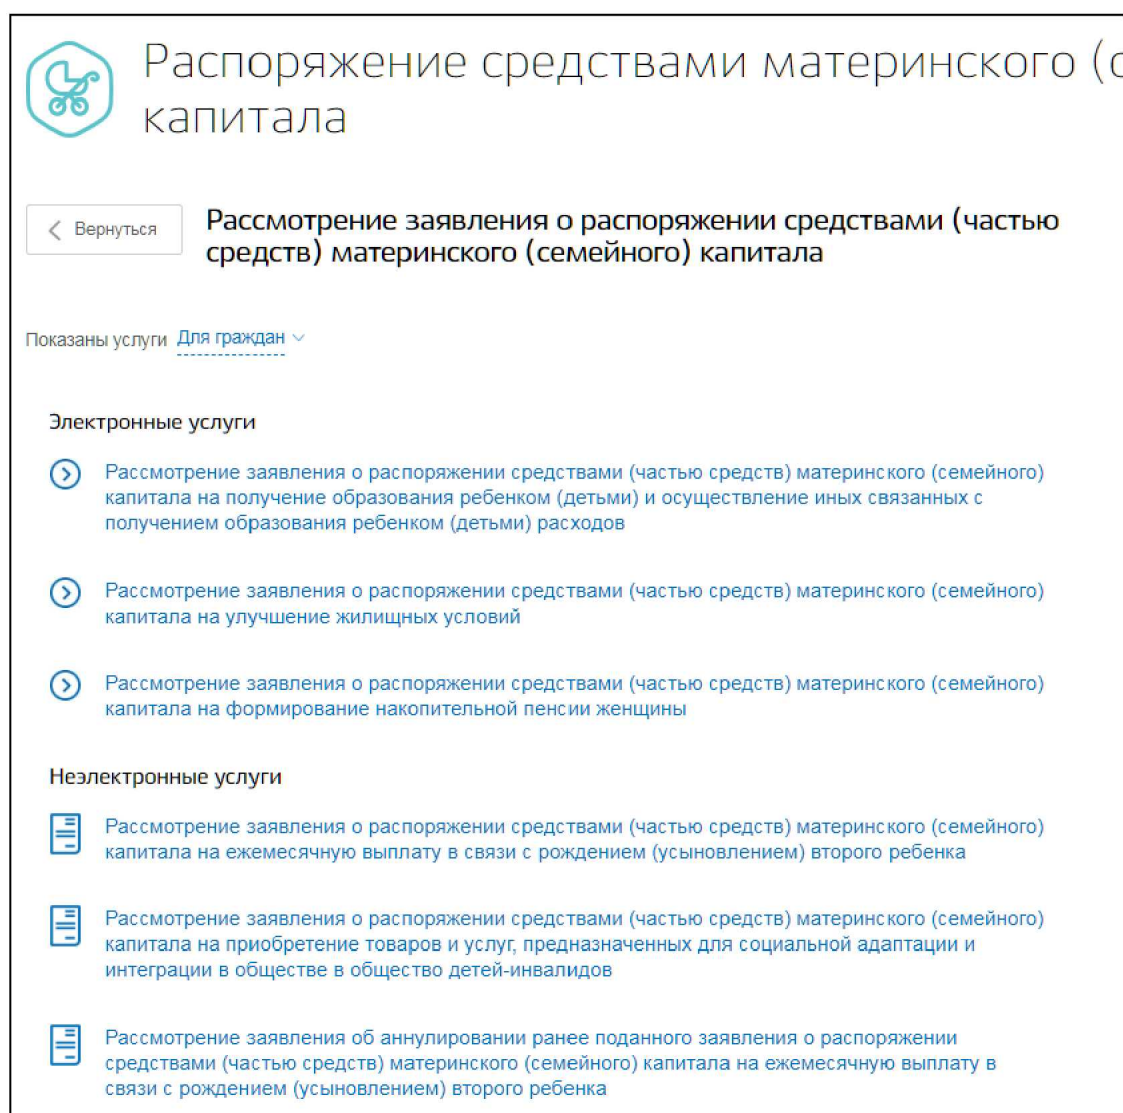 Распоряжение средствами материнского (с
капитала
Вернуться
Рассмотрение заявления о распоряжении средствами (частью
средств) материнского (семейного) капитала
Показаны услуги Для граждан
Электронные услуги
Рассмотрение заявления о распоряжении средствами (частью средств) материнского (семейного)
капитала на получение образования ребенком (детьми) и осуществление иных связанных с
получением образования ребенком (детьми) расходов
Рассмотрение заявления о распоряжении средствами (частью средств) материнского (семейного)
капитала на улучшение жилищных условий
Рассмотрение заявления о распоряжении средствами (частью средств) материнского (семейного)
капитала на формирование накопительной пенсии женщины
Неэлектронные услуги
Рассмотрение заявления о распоряжении средствами (частью средств) материнского (семейного)
капитала на ежемесячную выплату в связи с рождением (усыновлением) второго ребенка
Рассмотрение заявления о распоряжении средствами (частью средств) материнского (семейного)
капитала на приобретение товаров и услуг, предназначенных для социальной адаптации и
интеграции в обществе в общество детей-инвалидов
Рассмотрение заявления об аннулировании ранее поданного заявления о распоряжении
средствами (частью средств) материнского (семейного) капитала на ежемесячную выплату в
связи с рождением (усыновлением) второго ребенка